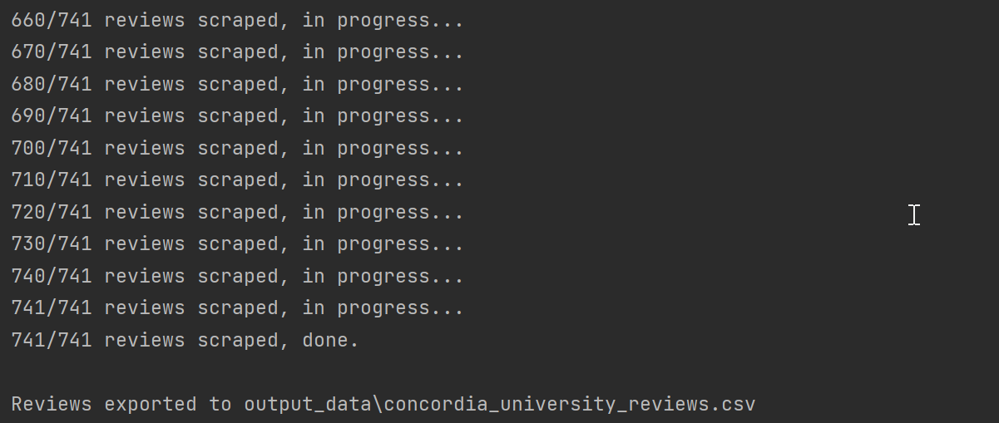 660/741 reviews scraped, in progress...
670/741 reviews scraped, in progress...
680/741 reviews scraped, in progress...
690/741 reviews scraped, in progress...
700/741 reviews scraped, in progress...
710/741 reviews scraped, in progress...
720/741 reviews scraped, in progress...
730/741 reviews scraped, in progress...
740/741 reviews scraped, in progress...
741/741 reviews scraped, in progress...
741/741 reviews scraped, done.
Reviews exported to output_data\concordia_university_reviews.csv